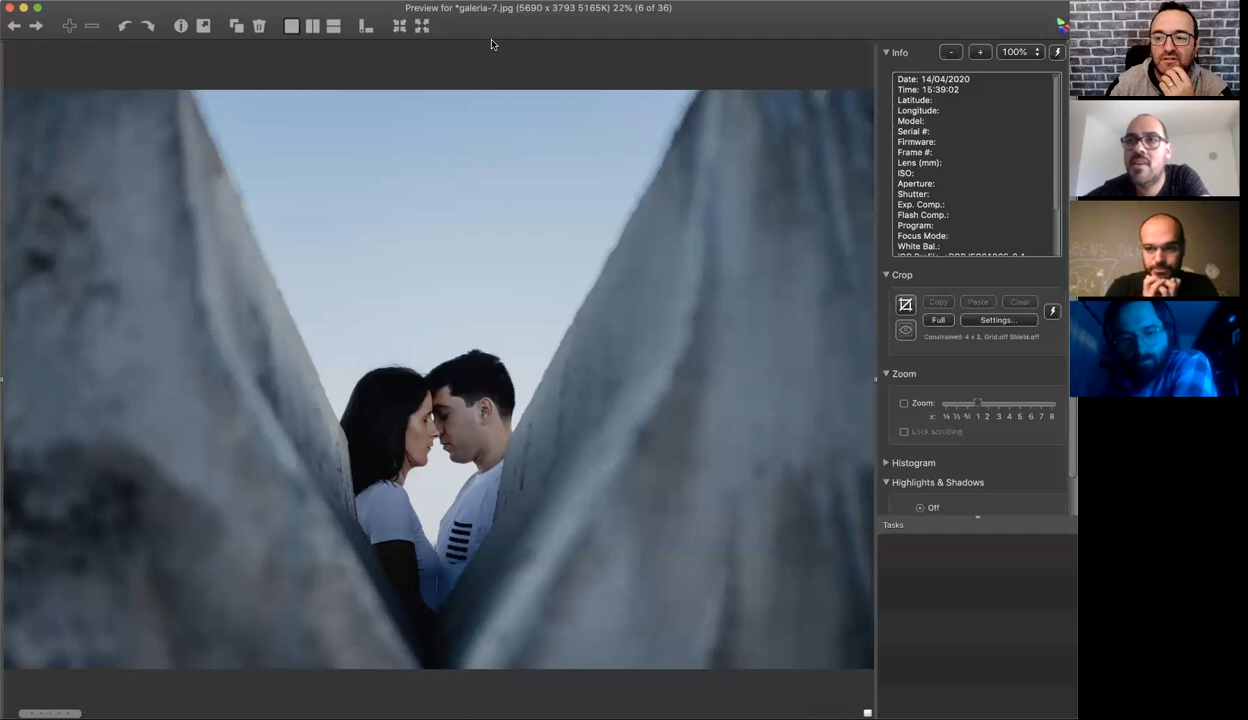 Preview for *galeria-7.jpg (5690 x 3793 5165K) 22% (6 of 36)
Info
-
+
100%
Date: 14/04/2020
Time: 15:39:02
Latitude:
Longitude:
Model:
Serial #:
Firmware:
Frame #:
Lens (mm):
ISO:
Aperture:
Shutter:
Exp. Comp.:
Flash Comp.:
Program:
Focus Mode:
White Bal.:
Crop
Copy Paste Clear
Full Settings...
Constrained: 4 x 3, Grid:off Shield:off
Zoom
Zoom:
x: ¼ ½ ¾ 1 2 3 4 5 6 7 8
Lock scrolling
Histogram
Highlights & Shadows
Off
Tasks